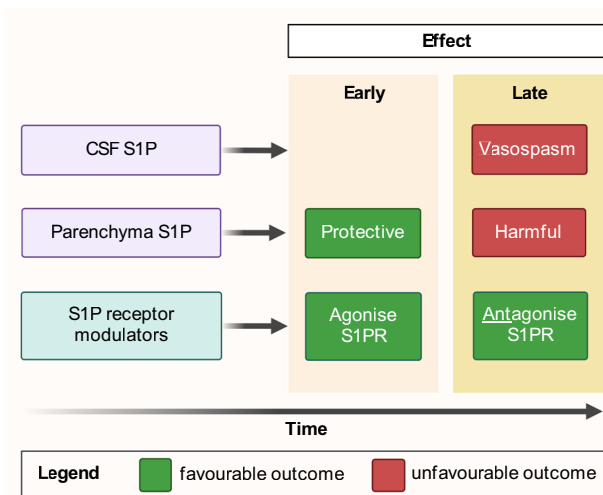 Effect
Early
Late
CSF S1P
Vasospasm
Parenchyma S1P
Protective
Harmful
S1P receptor
modulators
Agonise
S1PR
Antagonise
S1PR
Time
Legend
favourable outcome
unfavourable outcome